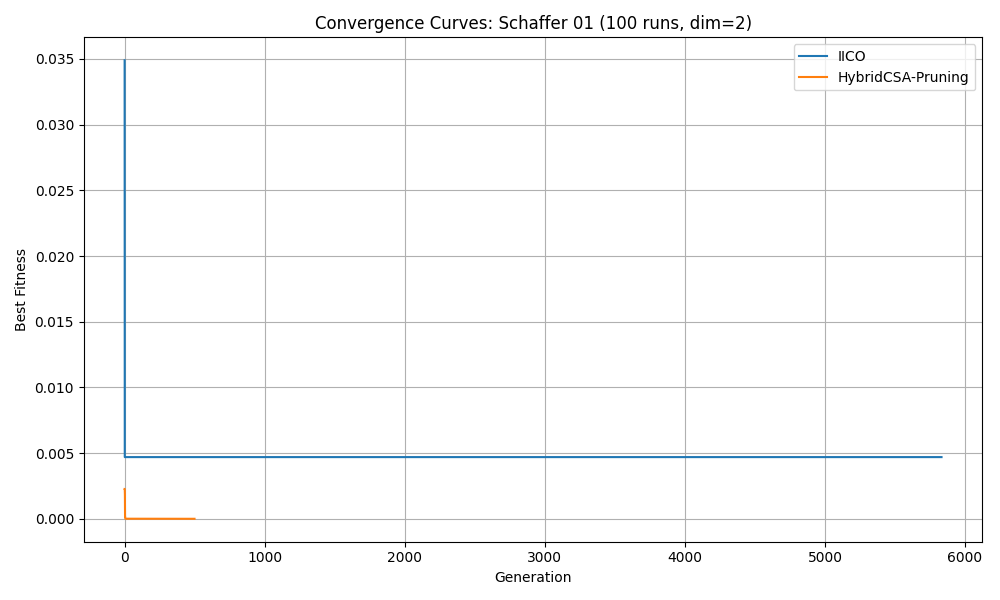 Convergence Curves: Schaffer 01 (100 runs, dim=2)
IICO
HybridCSA-Pruning
Best Fitness
0.035
0.030
0.025
0.020
0.015
0.010
0.005
0.000
0 1000 2000 3000 4000 5000 6000
Generation